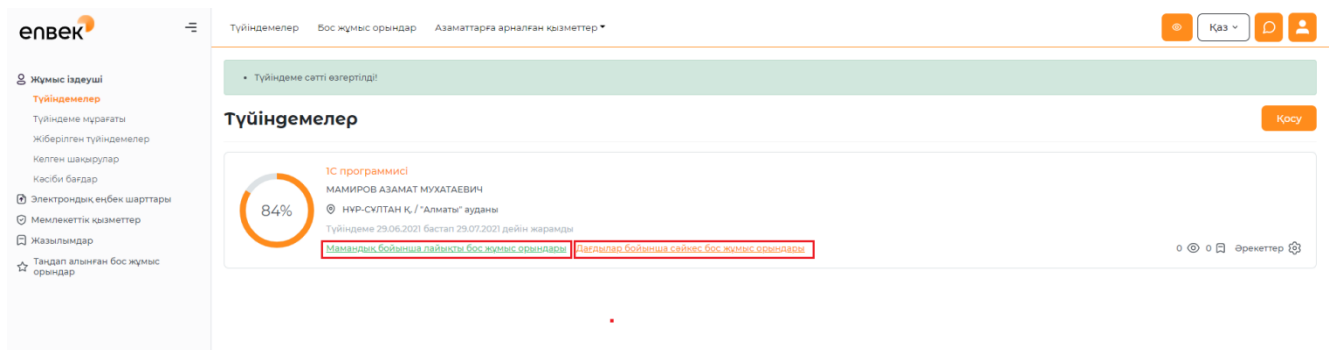 enbek
Түйіндемелер Бос жұмыс орындар Азаматтарға арналған қызметтер
Қаз
Жұмыс іздеуші
Түйіндемелер
Түйіндеме мұрағаты
Жіберілген түйіндемелер
Келген шақырулар
Кәсіби бағдар
Электрондық еңбек шарттары
Мемлекеттік қызметтер
Жазылымдар
Таңдап алынған бос жұмыс
орындар
Түйіндеме сәтті өзгертілді!
Түйіндемелер
Қосу
84%
1С программисі
МАМИРОВ АЗАМАТ МУХАТАЕВИЧ
НҰР-СҰЛТАН Қ. / "Алматы" ауданы
Түйіндеме 29.06.2021 бастап 29.07.2021 дейін жарамды
Мамандық бойынша лайықты бос жұмыс орындары Дағдылар бойынша сәйкес бос жұмыс орындары
0 0 Әрекеттер